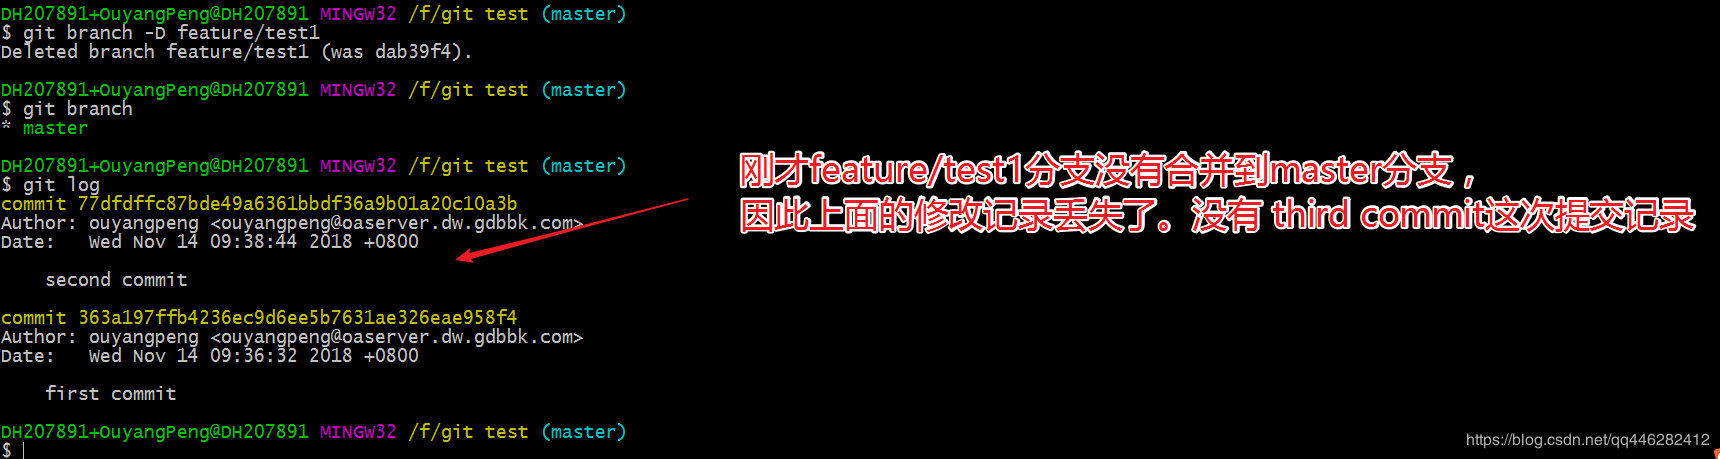 DH207891+OuyangPeng@DH207891 MINGW32 /f/git test (master)
$ git branch -D feature/test1
Deleted branch feature/test1 (was dab39f4).
DH207891+OuyangPeng@DH207891 MINGW32 /f/git test (master)
$ git branch
* master
DH207891+OuyangPeng@DH207891 MINGW32 /f/git test (master)
$ git log
commit 77dfdffc87bde49a6361bbdf36a9b01a20c10a3b
Author: ouyangpeng <ouyangpeng@oaserver.dw.gdbbk.com>
Date:   Wed Nov 14 09:38:44 2018 +0800
second commit
commit 363a197ffb4236ec9d6ee5b7631ae326eae958f4
Author: ouyangpeng <ouyangpeng@oaserver.dw.gdbbk.com>
Date:   Wed Nov 14 09:36:32 2018 +0800
first commit
DH207891+OuyangPeng@DH207891 MINGW32 /f/git test (master)
$
刚才feature/test1分支没有合并到master分支，
因此上面的修改记录丢失了。没有 third commit这次提交记录
https://blog.csdn.net/qq446282412